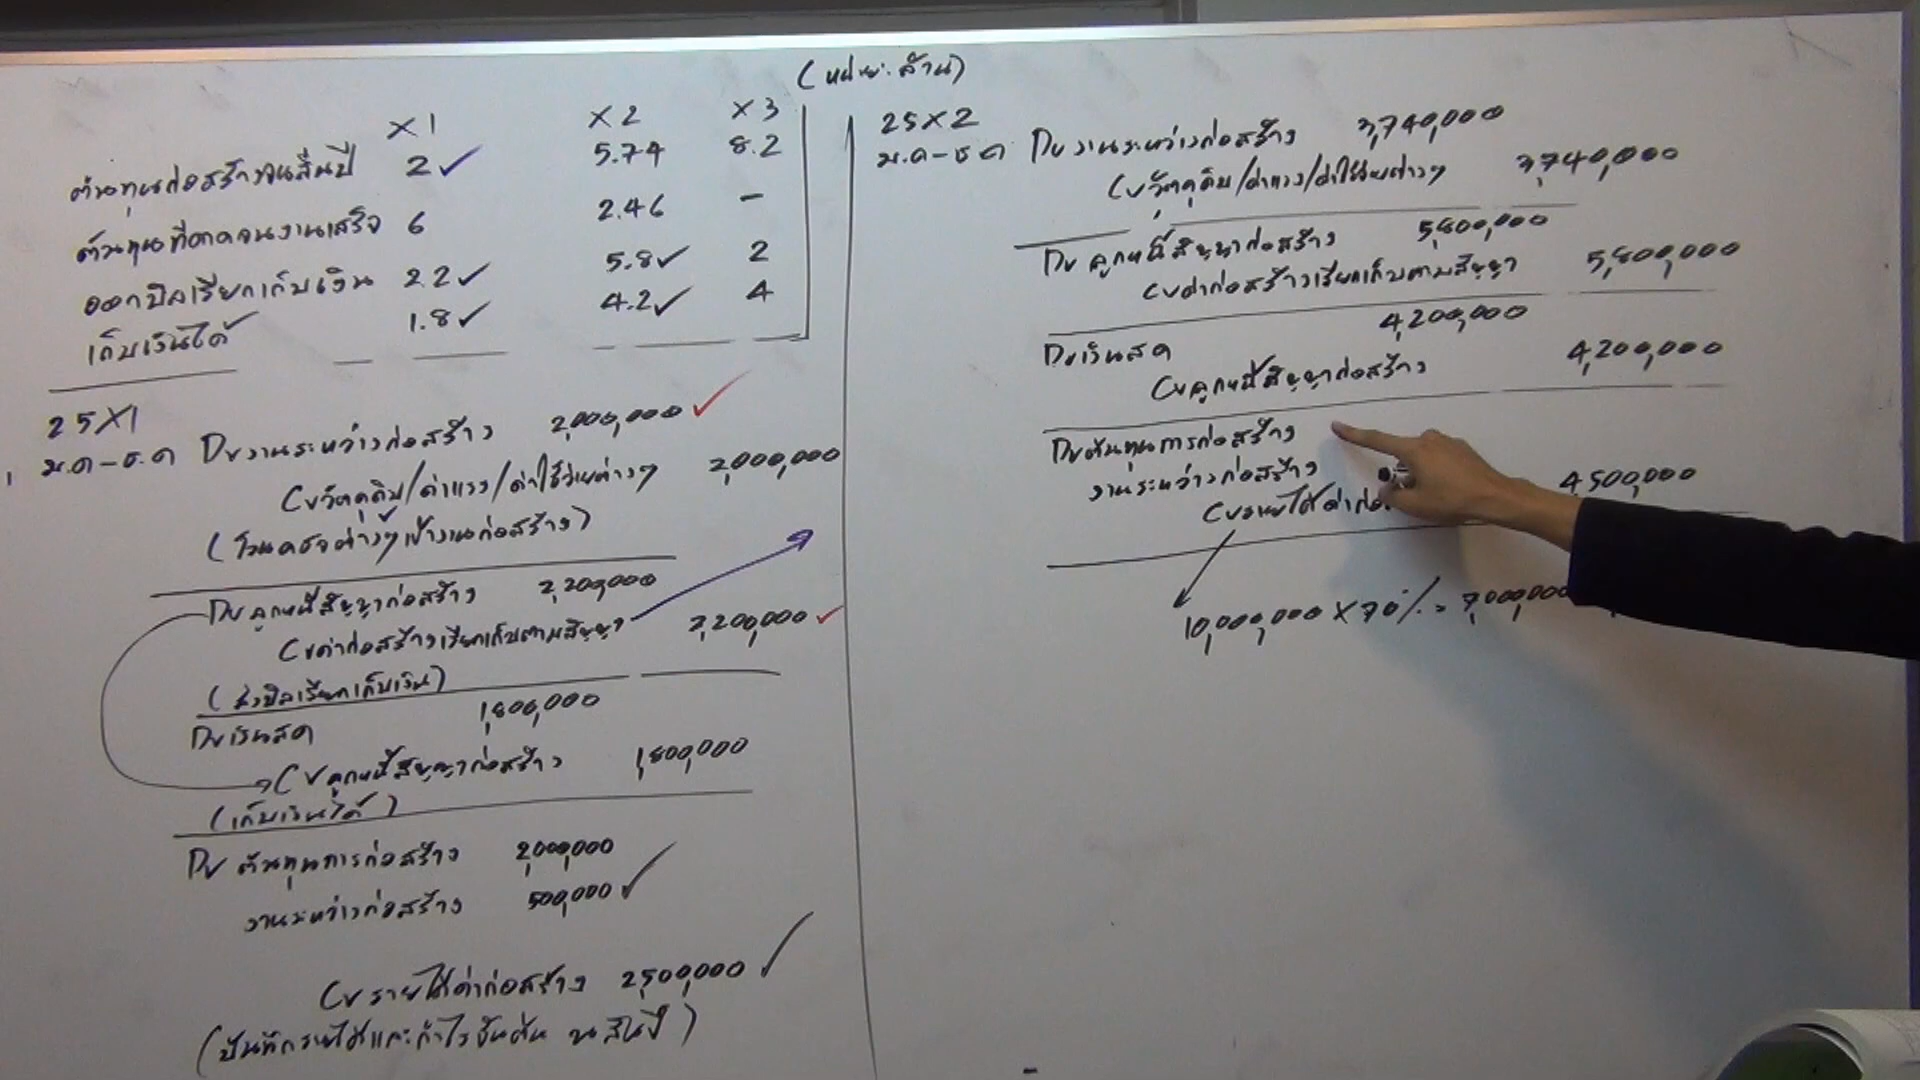 (หน่วย:ล้าน)
X1 X2 X3
ต้นทุนก่อสร้างจนสิ้นปี 2✓ 5.74 8.2
ต้นทุนที่คาดจนงานเสร็จ 6 2.46 –
ออกบิลเรียกเก็บเงิน 2.2✓ 5.8✓ 2
เก็บเงินได้ 1.8✓ 4.2✓ 4
25X1
ม.ค-ธ.ค Dr งานระหว่างก่อสร้าง 2,000,000 ✓
Cr วัตถุดิบ/ค่าแรง/ค่าใช้จ่ายต่างๆ 2,000,000
(โอนคชจต่างๆเข้างานก่อสร้าง)
Dr ลูกหนี้สัญญาก่อสร้าง 2,200,000
Cr ค่าก่อสร้างเรียกเก็บตามสัญญา 2,200,000 ✓
(ส่งบิลเรียกเก็บเงิน)
Dr เงินสด 1,800,000
Cr ลูกหนี้สัญญาก่อสร้าง 1,800,000
(เก็บเงินได้)
Dr ต้นทุนการก่อสร้าง 2,000,000
งานระหว่างก่อสร้าง 500,000 ✓
Cr รายได้ค่าก่อสร้าง 2,500,000 ✓
(บันทึกรายได้และกำไรขั้นต้น ณ สิ้นปี)
25X2
ม.ค-ธ.ค Dr งานระหว่างก่อสร้าง 3,740,000
Cr วัตถุดิบ/ค่าแรง/ค่าใช้จ่ายต่างๆ 3,740,000
Dr ลูกหนี้สัญญาก่อสร้าง 5,800,000
Cr ค่าก่อสร้างเรียกเก็บตามสัญญา 5,800,000
Dr เงินสด 4,200,000
Cr ลูกหนี้สัญญาก่อสร้าง 4,200,000
Dr ต้นทุนการก่อสร้าง
งานระหว่างก่อสร้าง
Cr รายได้ค่าก่อ 4,500,000
10,000,000 X 70% = 7,000,000